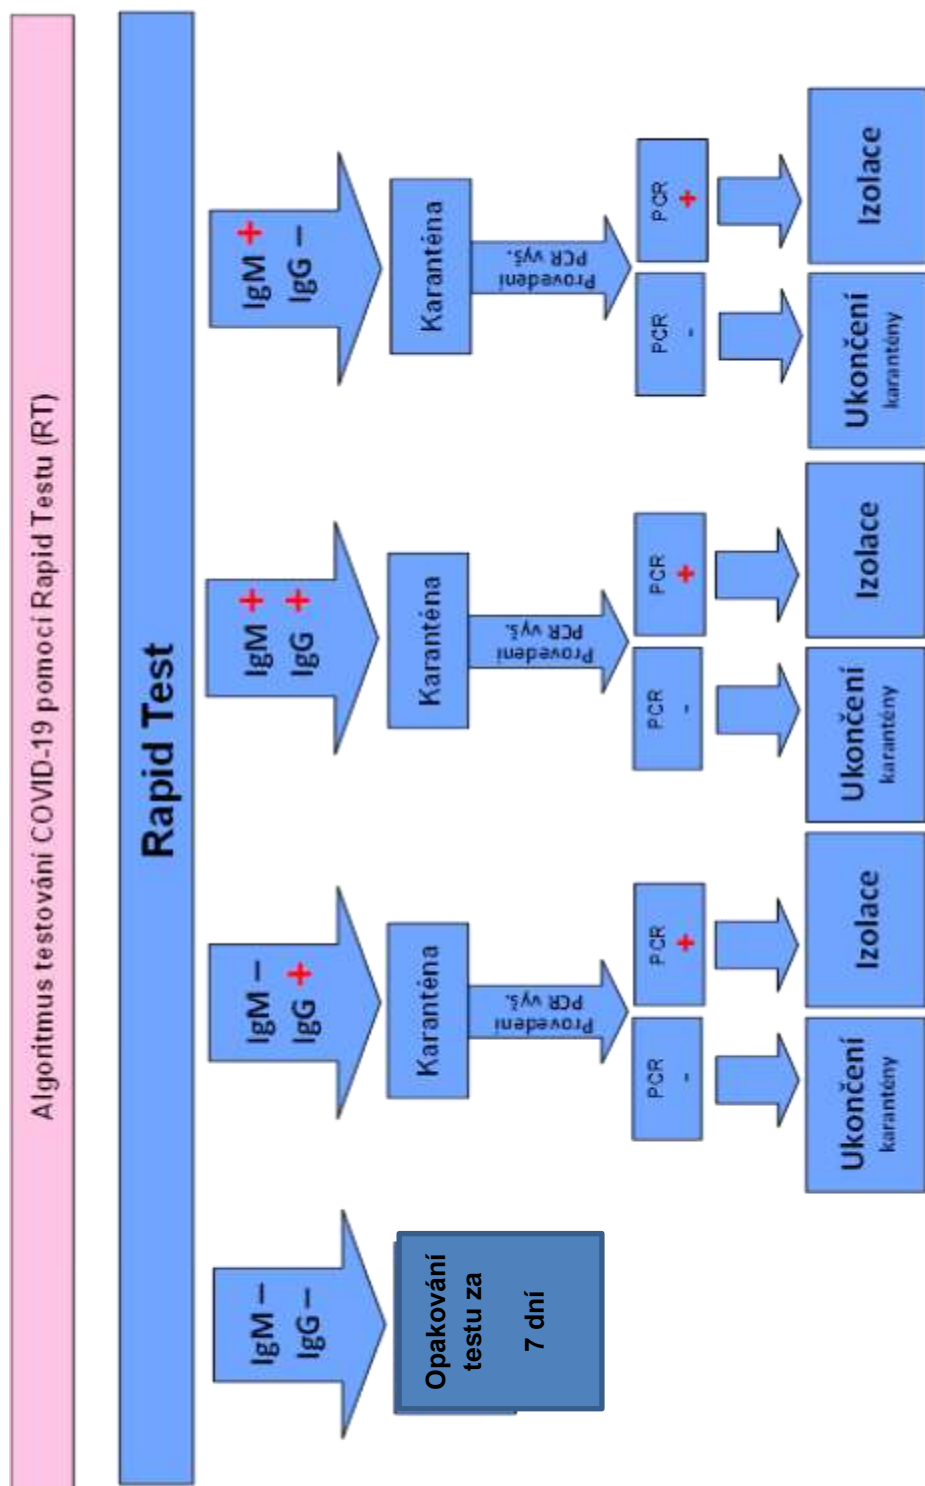 Algoritmus testování COVID-19 pomocí Rapid Testu (RT)
Rapid Test
IgM –
IgG –
Opakování
testu za
7 dní
IgM –
IgG +
Karanténa
Provedení
PCR vyš.
PCR
-
PCR
+
Ukončení
karantény
Izolace
IgM +
IgG +
Karanténa
Provedení
PCR vyš.
PCR
-
PCR
+
Ukončení
karantény
Izolace
IgM +
IgG –
Karanténa
Provedení
PCR vyš.
PCR
-
PCR
+
Ukončení
karantény
Izolace